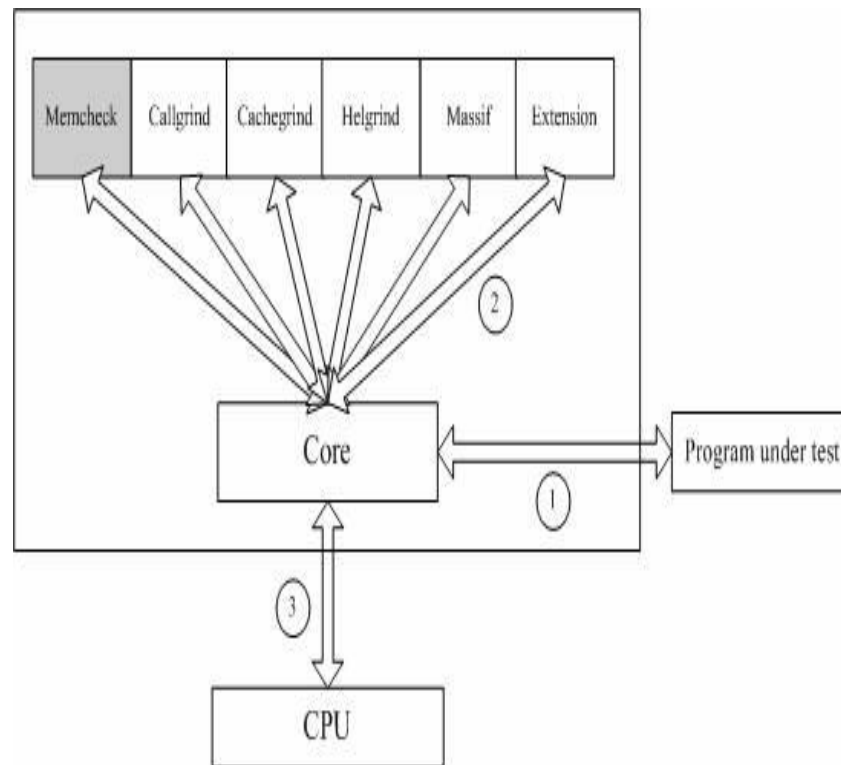 Memcheck
Callgrind
Cachegrind
Helgrind
Massif
Extension
2
Core
Program under test
1
3
CPU